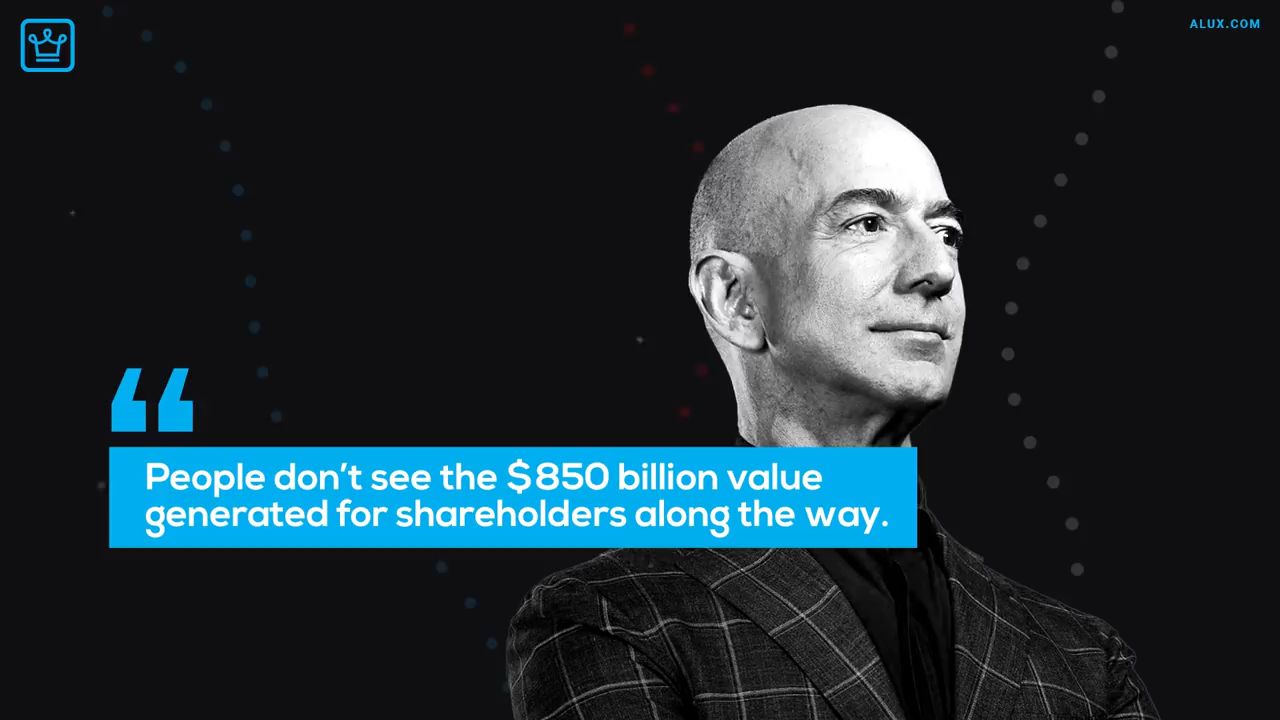 ALUX.COM
“
People don’t see the $850 billion value
generated for shareholders along the way.